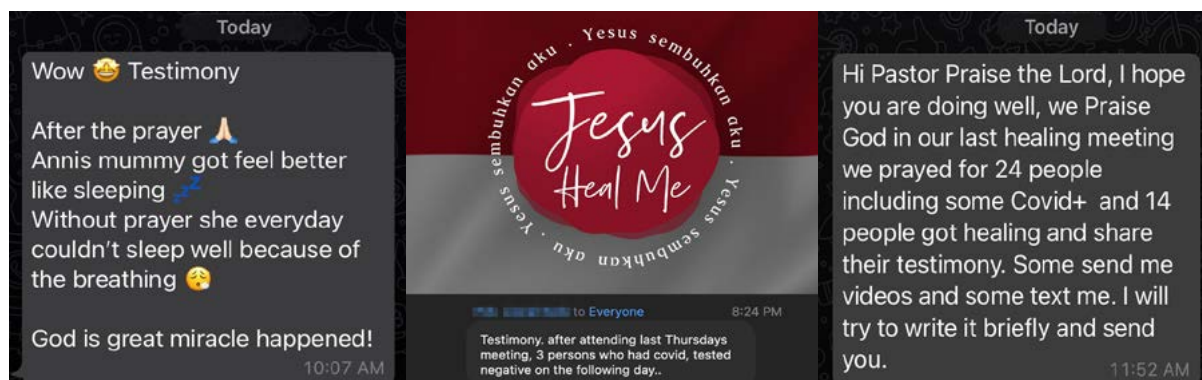 Today
Wow 🤩 Testimony
After the prayer 🙏🏻
Annis mummy got feel better
like sleeping 💤
Without prayer she everyday
couldn't sleep well because of
the breathing 😮‍💨
God is great miracle happened!
10:07 AM
Yesus sembuhkan aku . Yesus sembuhkan aku . Yesus sembuhkan aku .
Jesus
Heal Me
to Everyone
8:24 PM
Testimony. after attending last Thursdays
meeting, 3 persons who had covid, tested
negative on the following day..
Today
Hi Pastor Praise the Lord, I hope
you are doing well, we Praise
God in our last healing meeting
we prayed for 24 people
including some Covid+ and 14
people got healing and share
their testimony. Some send me
videos and some text me. I will
try to write it briefly and send
you.
11:52 AM